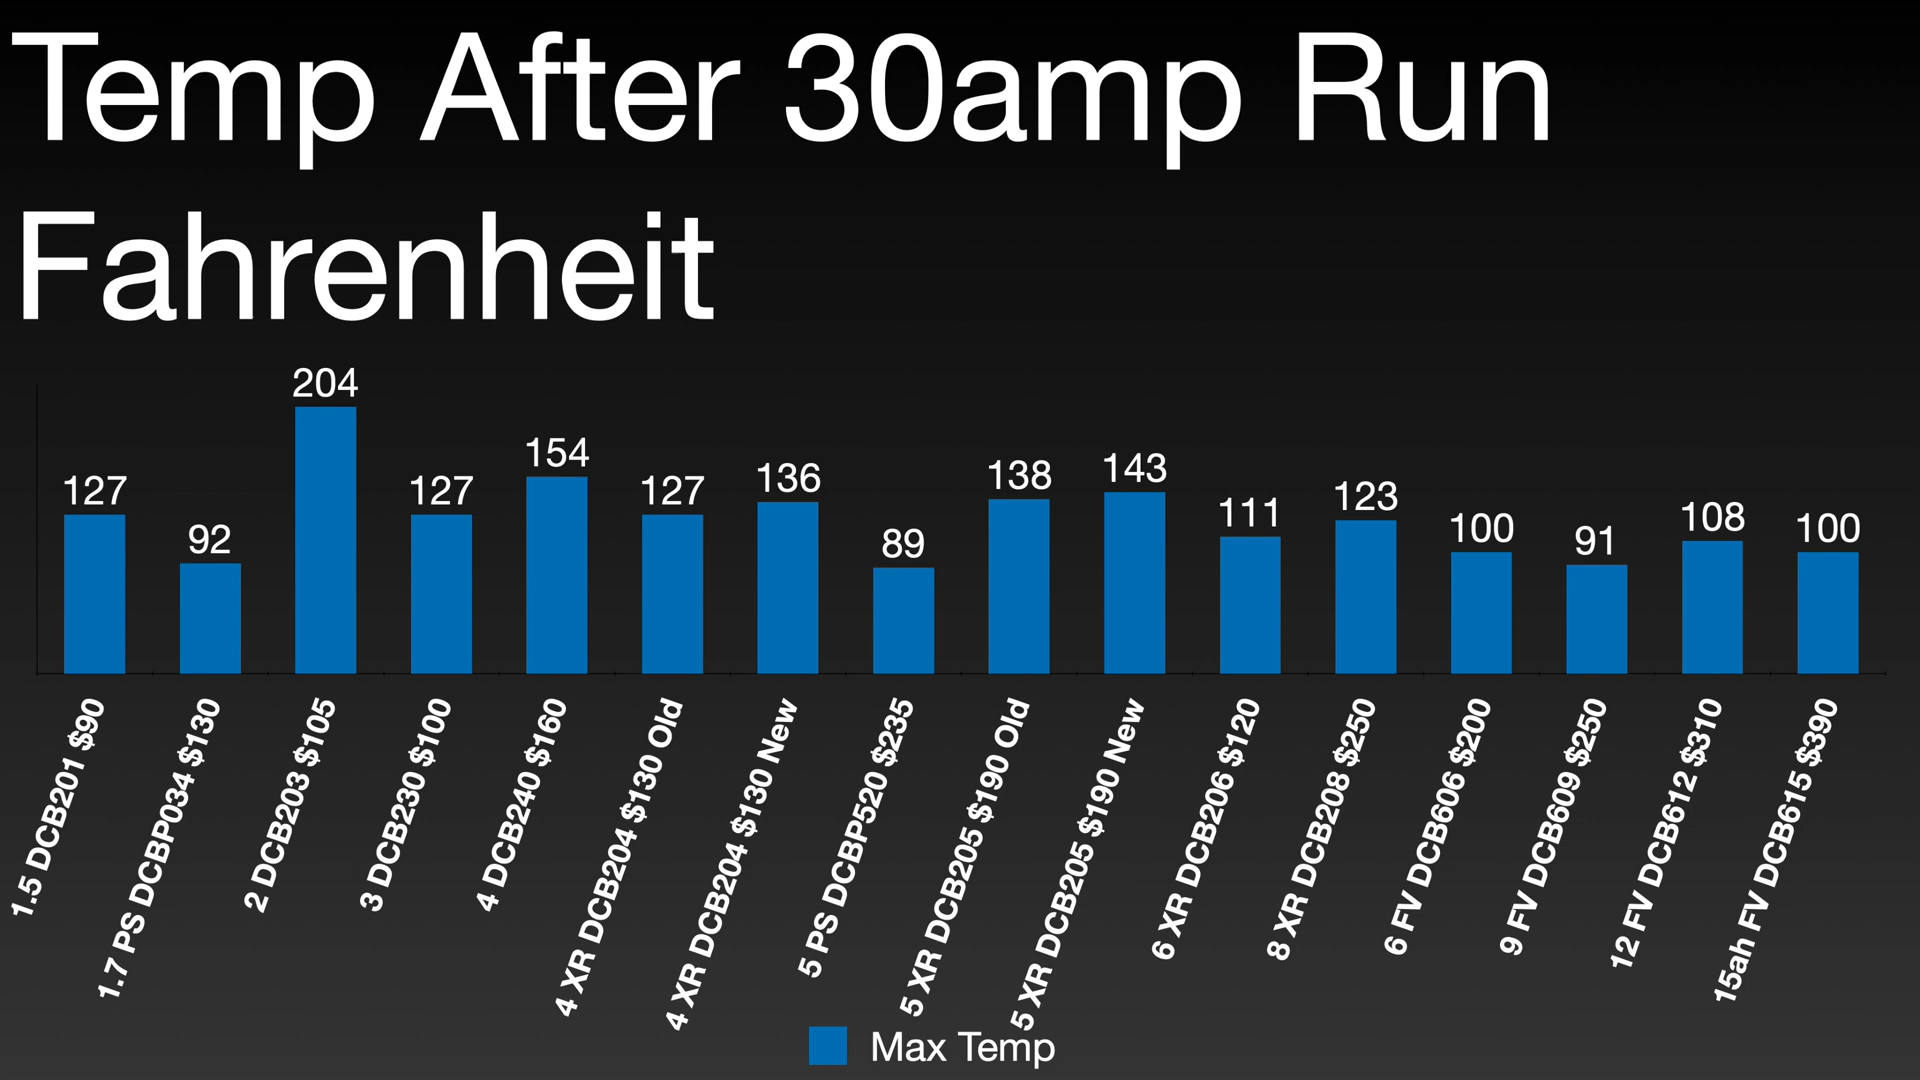 Temp After 30amp Run
Fahrenheit
127
92
204
127
154
127
136
89
138
143
111
123
100
91
108
100
1.5 DCB201 $90
1.7 PS DCBP034 $130
2 DCB203 $105
3 DCB230 $100
4 DCB240 $160
4 XR DCB204 $130 Old
4 XR DCB204 $130 New
5 PS DCBP520 $235
5 XR DCB205 $190 Old
5 XR DCB205 $190 New
6 XR DCB206 $120
8 XR DCB208 $250
6 FV DCB606 $200
9 FV DCB609 $250
12 FV DCB612 $310
15ah FV DCB615 $390
Max Temp